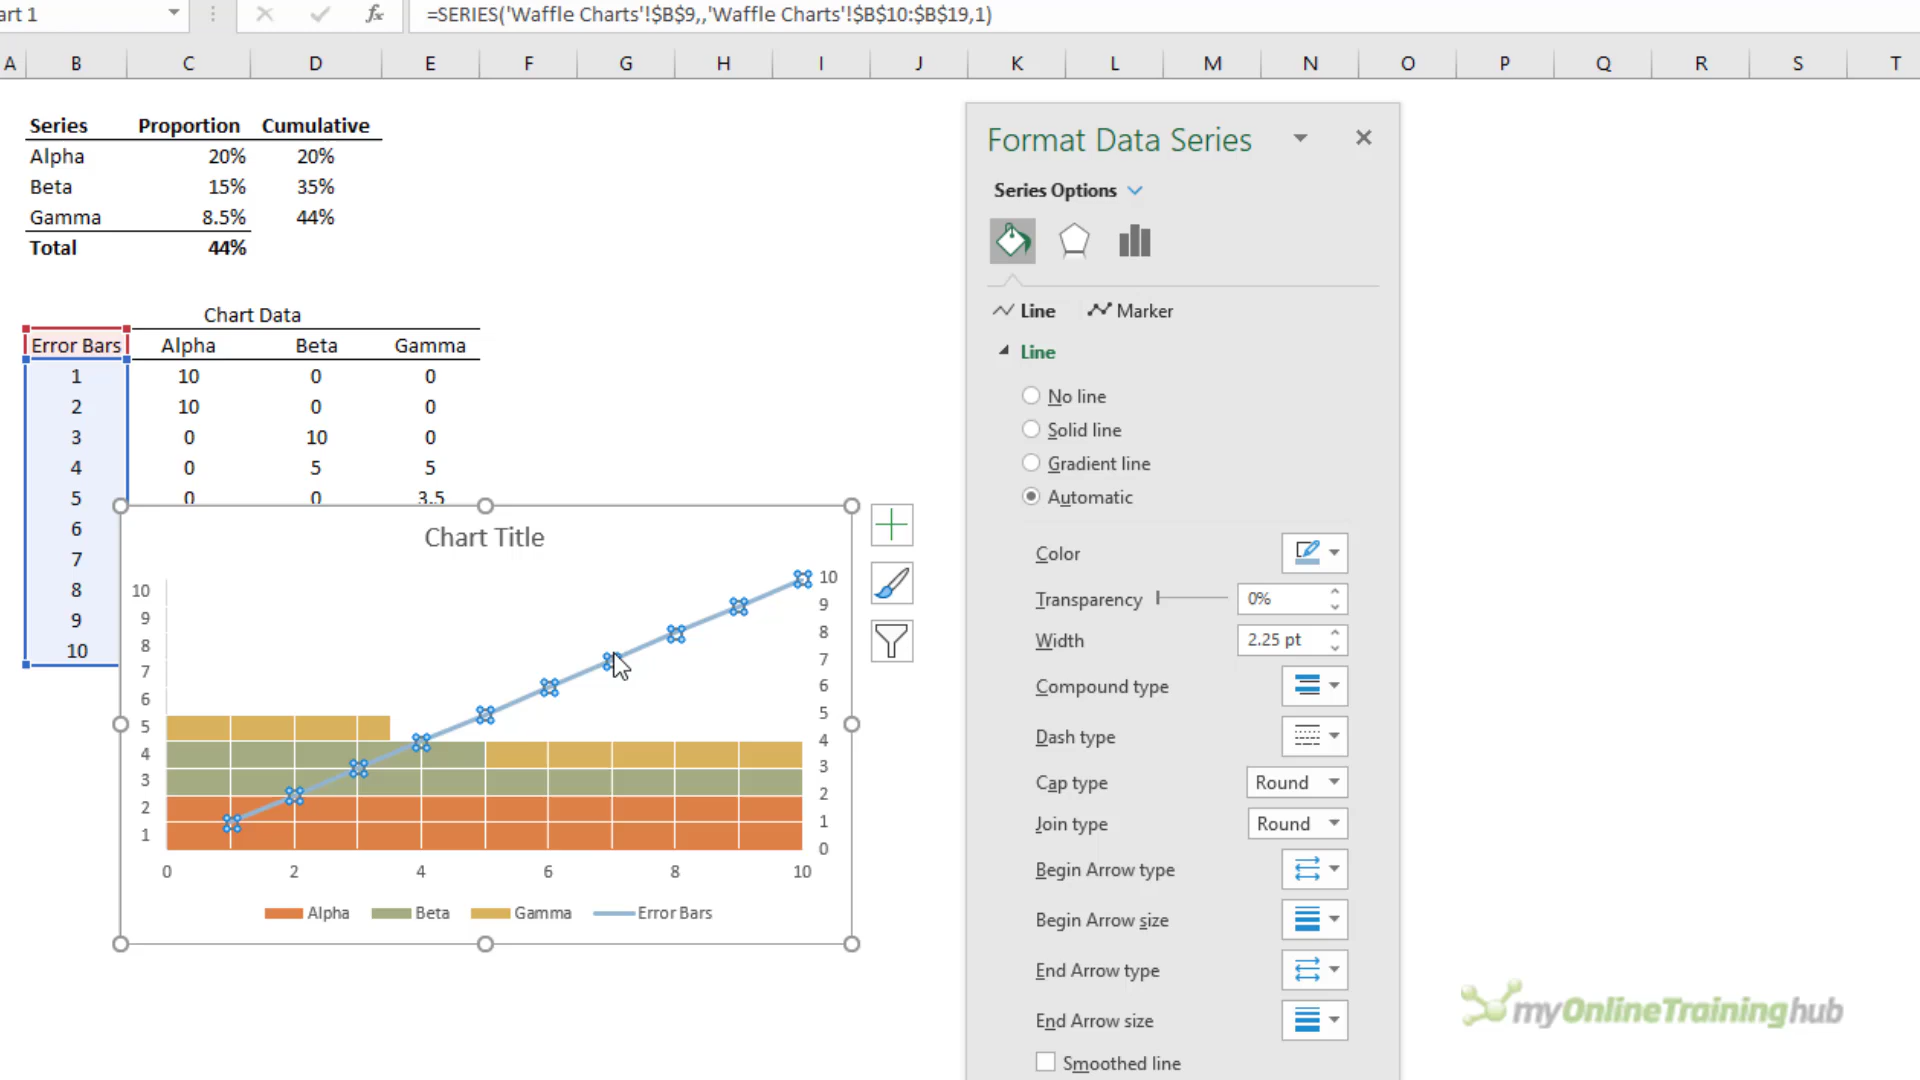 art 1
fx
=SERIES('Waffle Charts'!$B$9,,'Waffle Charts'!$B$10:$B$19,1)
A B C D E F G H I J K L M N O P Q R S T
Series Proportion Cumulative
Alpha 20% 20%
Beta 15% 35%
Gamma 8.5% 44%
Total 44%
Chart Data
Error Bars Alpha Beta Gamma
1 10 0 0
2 10 0 0
3 0 10 0
4 0 5 5
5 0 0 3.5
6
7
8
9
10
Chart Title
10
9
8
7
6
5
4
3
2
1
10
9
8
7
6
5
4
3
2
1
0
0 2 4 6 8 10
Alpha Beta Gamma Error Bars
Format Data Series
Series Options
Line Marker
Line
No line
Solid line
Gradient line
Automatic
Color
Transparency 0%
Width 2.25 pt
Compound type
Dash type
Cap type Round
Join type Round
Begin Arrow type
Begin Arrow size
End Arrow type
End Arrow size
Smoothed line
myOnlineTraininghub